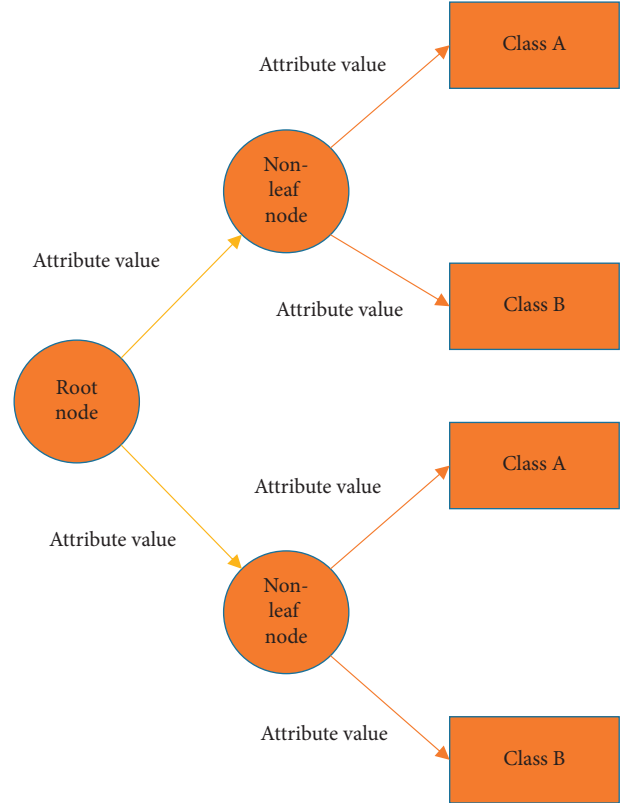 Class A
Attribute value
Non-
leaf
node
Attribute value
Class B
Attribute value
Root
node
Class A
Attribute value
Attribute value
Non-
leaf
node
Attribute value
Class B